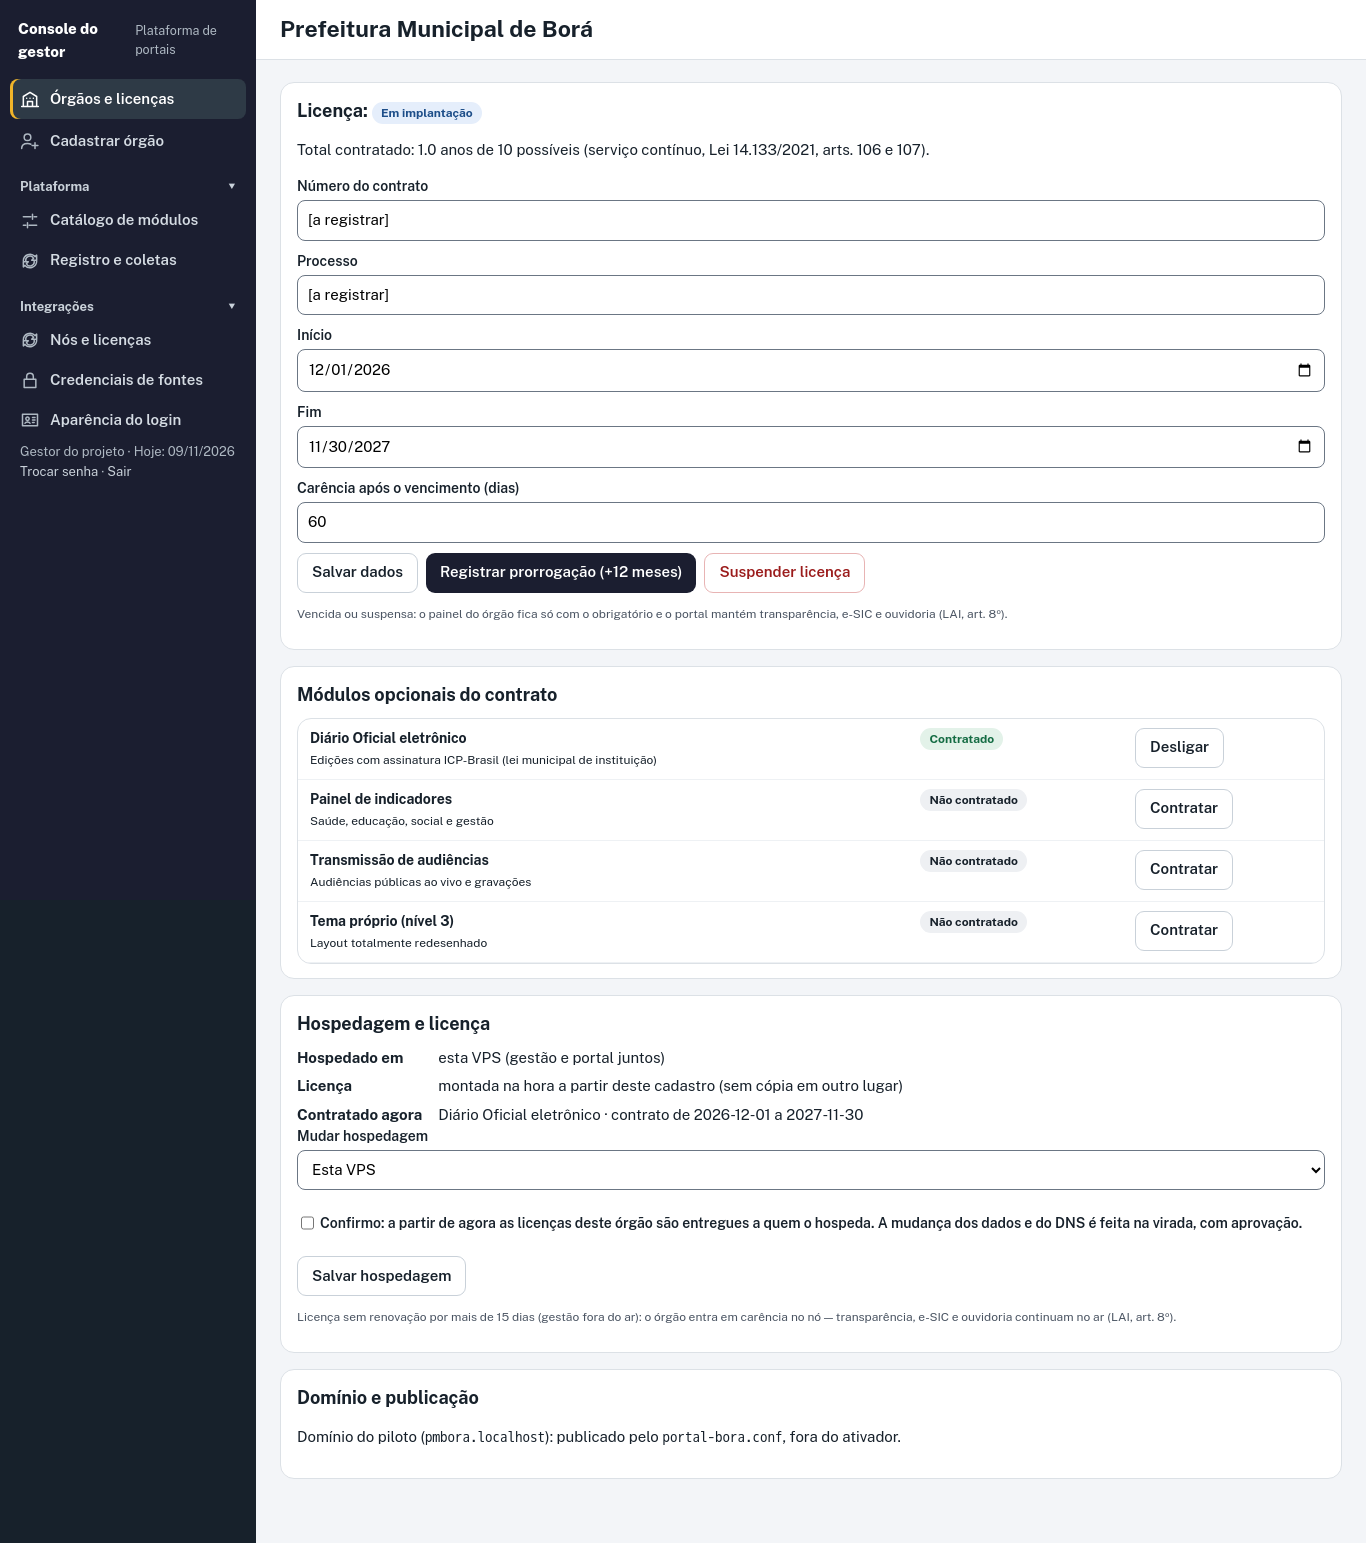 Console do gestor
Plataforma de portais
Órgãos e licenças
Cadastrar órgão
Plataforma ▼
Catálogo de módulos
Registro e coletas
Integrações ▼
Nós e licenças
Credenciais de fontes
Aparência do login
Gestor do projeto · Hoje: 09/11/2026
Trocar senha · Sair
Prefeitura Municipal de Borá
Licença: Em implantação
Total contratado: 1.0 anos de 10 possíveis (serviço contínuo, Lei 14.133/2021, arts. 106 e 107).
Número do contrato
[a registrar]
Processo
[a registrar]
Início
12/01/2026
Fim
11/30/2027
Carência após o vencimento (dias)
60
Salvar dados
Registrar prorrogação (+12 meses)
Suspender licença
Vencida ou suspensa: o painel do órgão fica só com o obrigatório e o portal mantém transparência, e-SIC e ouvidoria (LAI, art. 8º).
Módulos opcionais do contrato
Diário Oficial eletrônico
Edições com assinatura ICP-Brasil (lei municipal de instituição)
Contratado
Desligar
Painel de indicadores
Saúde, educação, social e gestão
Não contratado
Contratar
Transmissão de audiências
Audiências públicas ao vivo e gravações
Não contratado
Contratar
Tema próprio (nível 3)
Layout totalmente redesenhado
Não contratado
Contratar
Hospedagem e licença
Hospedado em esta VPS (gestão e portal juntos)
Licença montada na hora a partir deste cadastro (sem cópia em outro lugar)
Contratado agora Diário Oficial eletrônico · contrato de 2026-12-01 a 2027-11-30
Mudar hospedagem
Esta VPS
Confirmo: a partir de agora as licenças deste órgão são entregues a quem o hospeda. A mudança dos dados e do DNS é feita na virada, com aprovação.
Salvar hospedagem
Licença sem renovação por mais de 15 dias (gestão fora do ar): o órgão entra em carência no nó — transparência, e-SIC e ouvidoria continuam no ar (LAI, art. 8º).
Domínio e publicação
Domínio do piloto (pmbora.localhost): publicado pelo portal-bora.conf, fora do ativador.